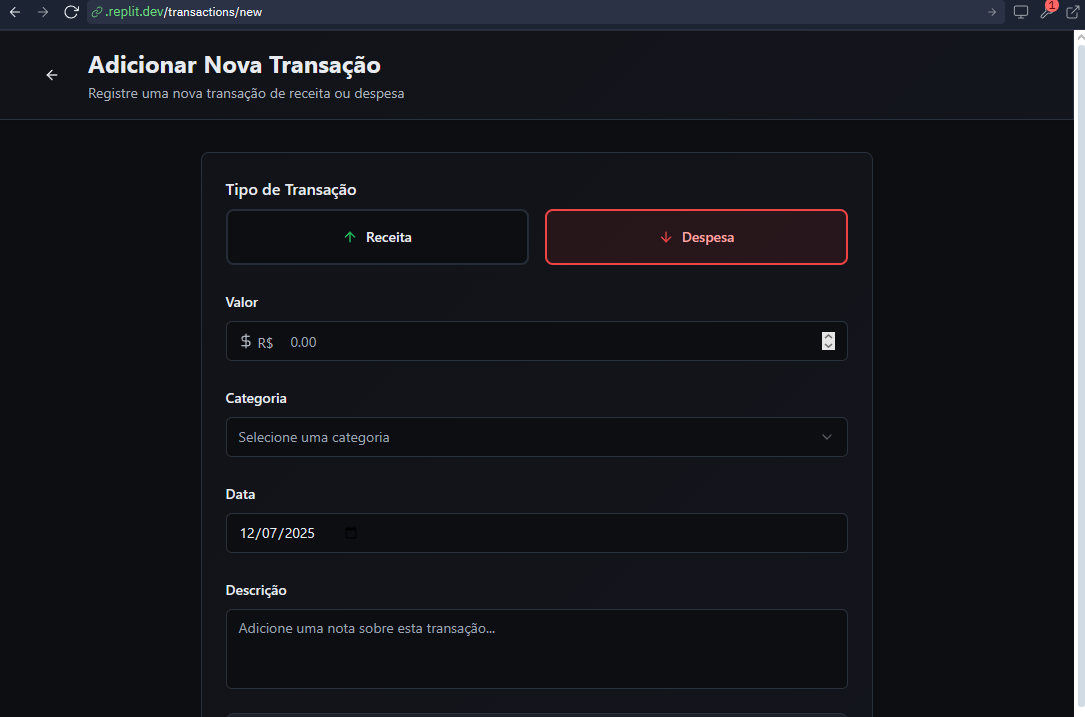 .replit.dev/transactions/new
1
Adicionar Nova Transação
Registre uma nova transação de receita ou despesa
Tipo de Transação
Receita
Despesa
Valor
$ R$ 0.00
Categoria
Selecione uma categoria
Data
12/07/2025
Descrição
Adicione uma nota sobre esta transação...